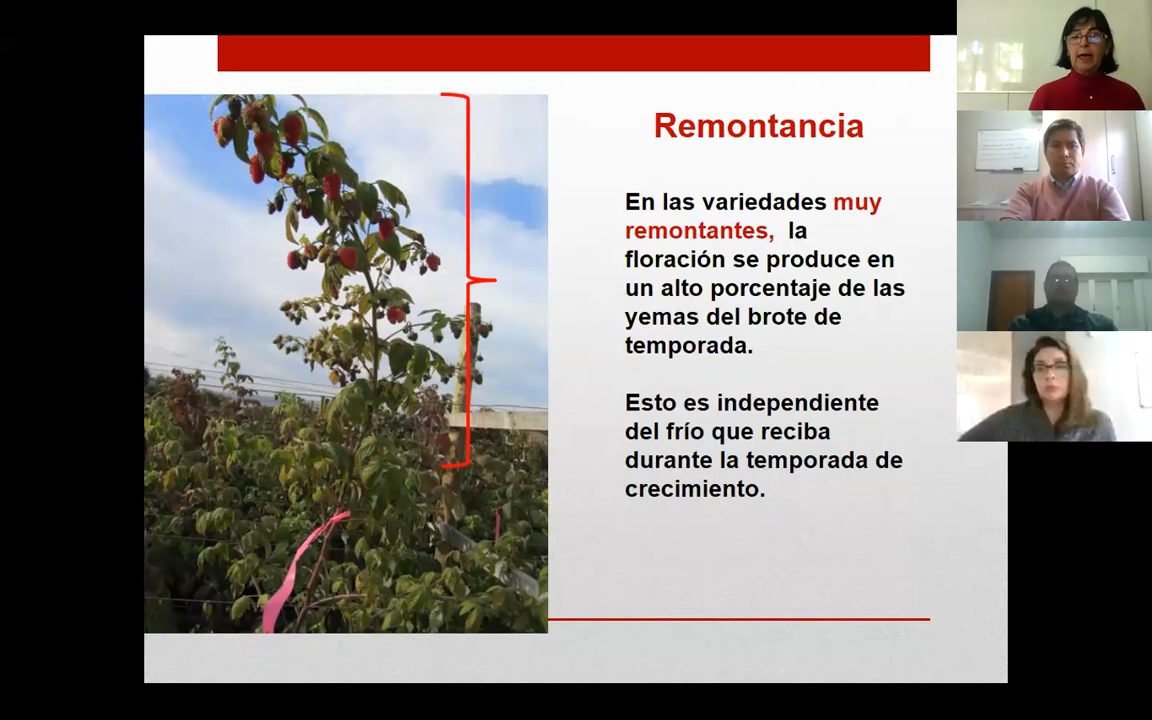 Remontancia
En las variedades muy
remontantes, la
floración se produce en
un alto porcentaje de las
yemas del brote de
temporada.
Esto es independiente
del frío que reciba
durante la temporada de
crecimiento.